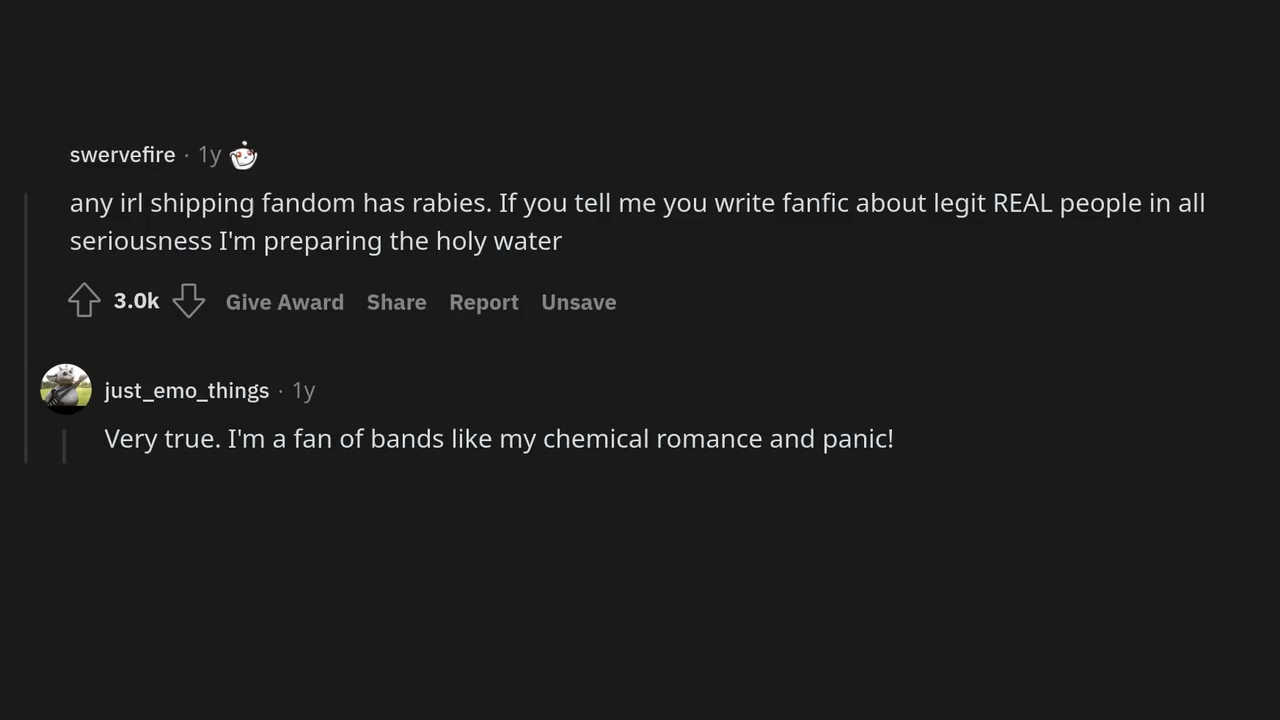 swervefire · 1y
any irl shipping fandom has rabies. If you tell me you write fanfic about legit REAL people in all
seriousness I'm preparing the holy water
3.0k Give Award Share Report Unsave
just_emo_things · 1y
Very true. I'm a fan of bands like my chemical romance and panic!